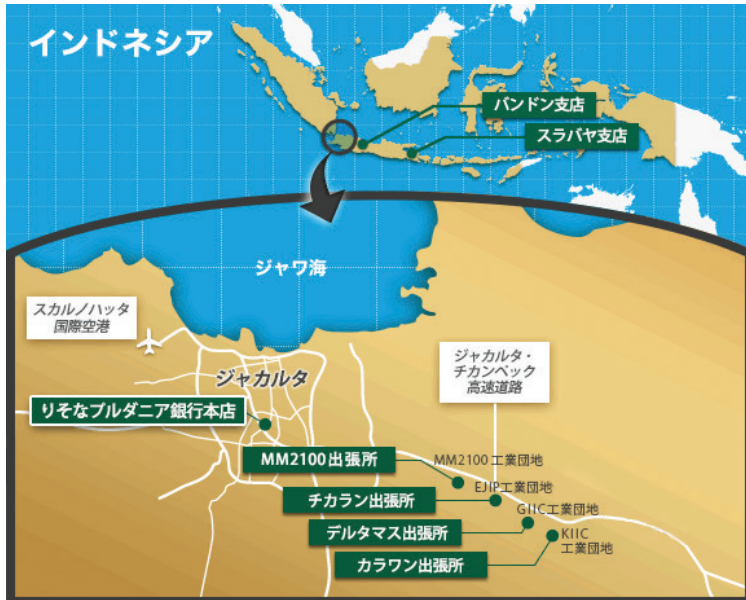 インドネシア
バンドン支店
スラバヤ支店
ジャワ海
スカルノハッタ
国際空港
ジャカルタ・
チカンペック
高速道路
ジャカルタ
りそなプルダニア銀行本店
MM2100出張所
MM2100工業団地
チカラン出張所
EJIP工業団地
GIIC工業団地
デルタマス出張所
KIIC
工業団地
カラワン出張所